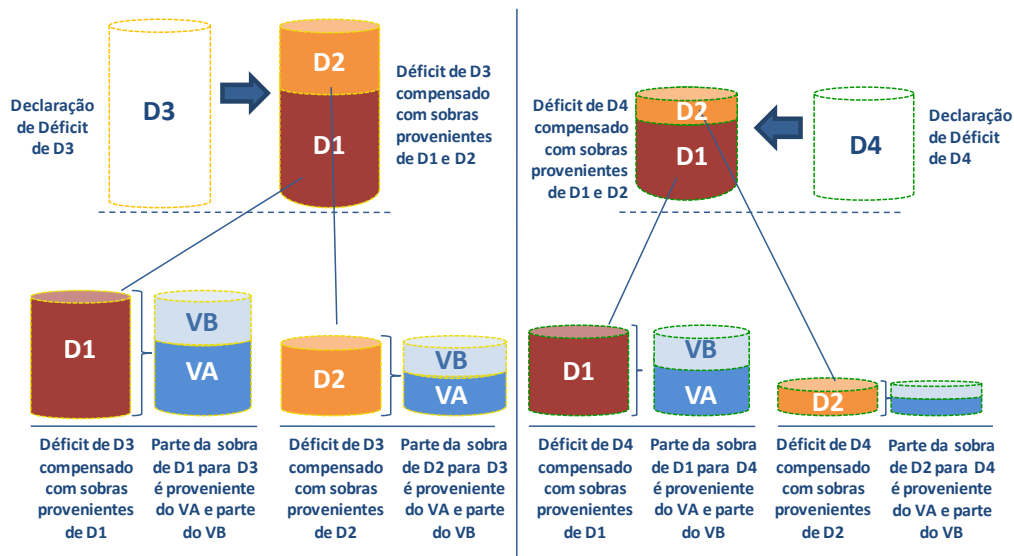 Declaração
de Déficit
de D3
D3
D2
D1
Déficit de D3
compensado
com sobras
provenientes
de D1 e D2
D1
VB
VA
D2
VB
VA
Déficit de D3
compensado
com sobras
provenientes
de D1
Parte da sobra
de D1 para D3
é proveniente
do VA e parte
do VB
Déficit de D3
compensado
com sobras
provenientes
de D2
Parte da sobra
de D2 para D3
é proveniente
do VA e parte
do VB
Déficit de D4
compensado
com sobras
provenientes
de D1 e D2
D2
D1
D4
Declaração
de Déficit
de D4
D1
VB
VA
D2
Déficit de D4
compensado
com sobras
provenientes
de D1
Parte da sobra
de D1 para D4
é proveniente
do VA e parte
do VB
Déficit de D4
compensado
com sobras
provenientes
de D2
Parte da sobra
de D2 para D4
é proveniente
do VA e parte
do VB